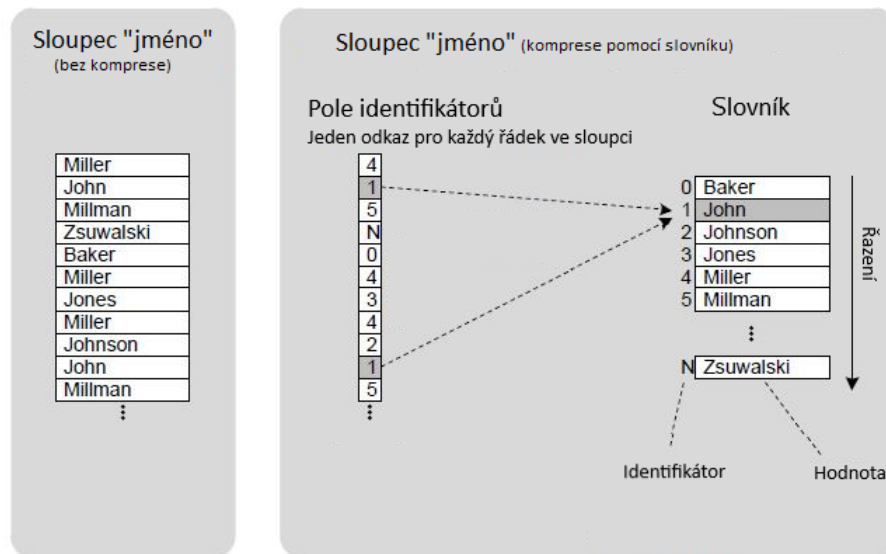 Sloupec "jméno"
(bez komprese)
Miller
John
Millman
Zsuwalski
Baker
Miller
Jones
Miller
Johnson
John
Millman
Sloupec "jméno" (komprese pomocí slovníku)
Pole identifikátorů
Jeden odkaz pro každý řádek ve sloupci
4
1
5
N
0
4
3
4
2
1
5
Slovník
0 Baker
1 John
2 Johnson
3 Jones
4 Miller
5 Millman
N Zsuwalski
Řazení
Identifikátor
Hodnota